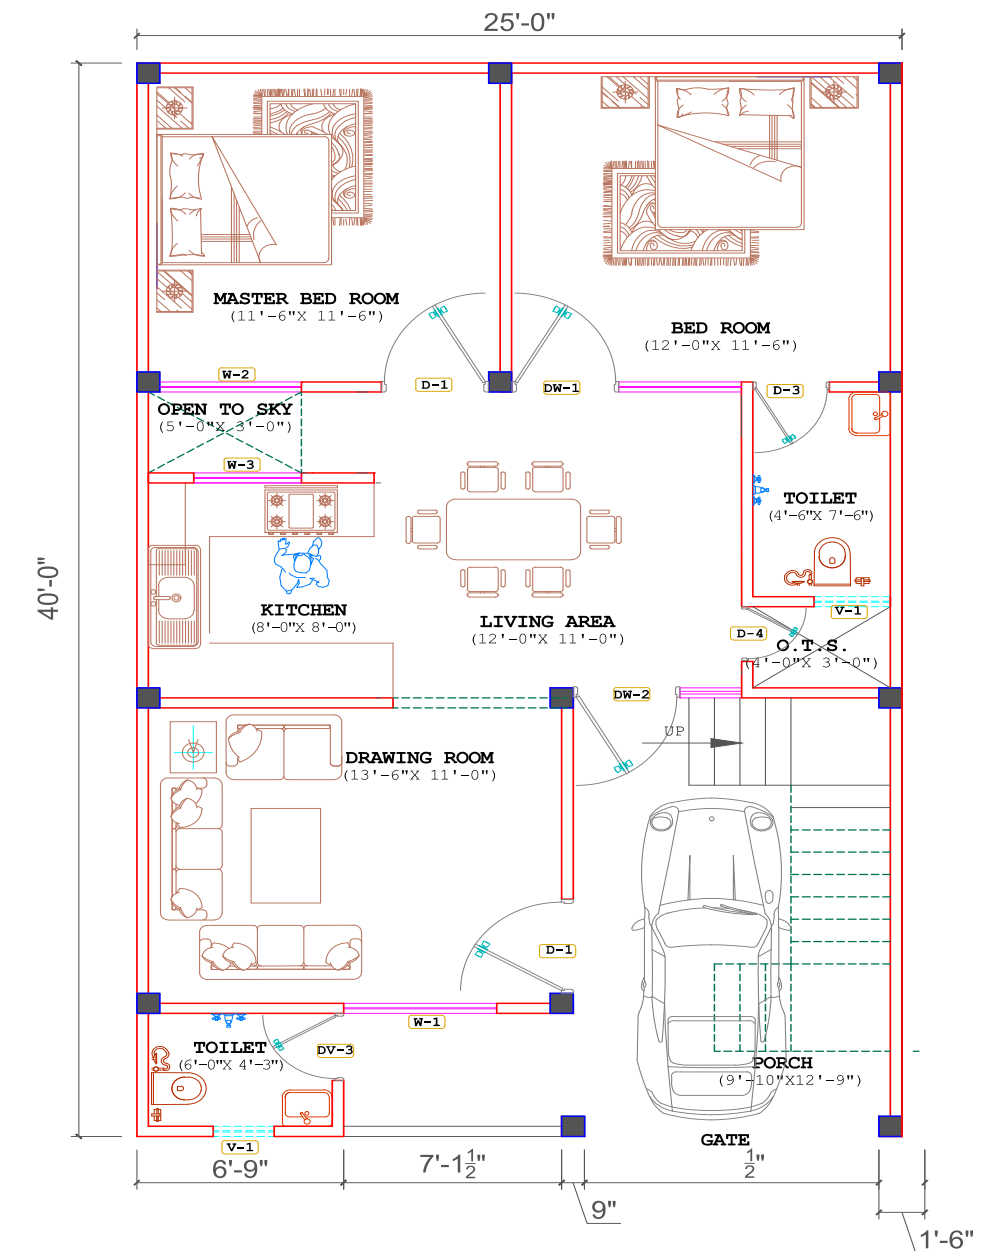 25'-0"
MASTER BED ROOM
(11'-6"X 11'-6")
BED ROOM
(12'-0"X 11'-6")
W-2
D-1
DW-1
D-3
OPEN TO SKY
(5'-0"X 3'-0")
W-3
TOILET
(4'-6"X 7'-6")
40'-0"
KITCHEN
(8'-0"X 8'-0")
LIVING AREA
(12'-0"X 11'-0")
V-1
D-4
O.T.S.
(4'-0"X 3'-0")
DW-2
UP
DRAWING ROOM
(13'-6"X 11'-0")
D-1
W-1
TOILET
(6'-0"X 4'-3")
DV-3
PORCH
(9'-10"X12'-9")
V-1
GATE
6'-9"
7'-1½"
½"
9"
1'-6"